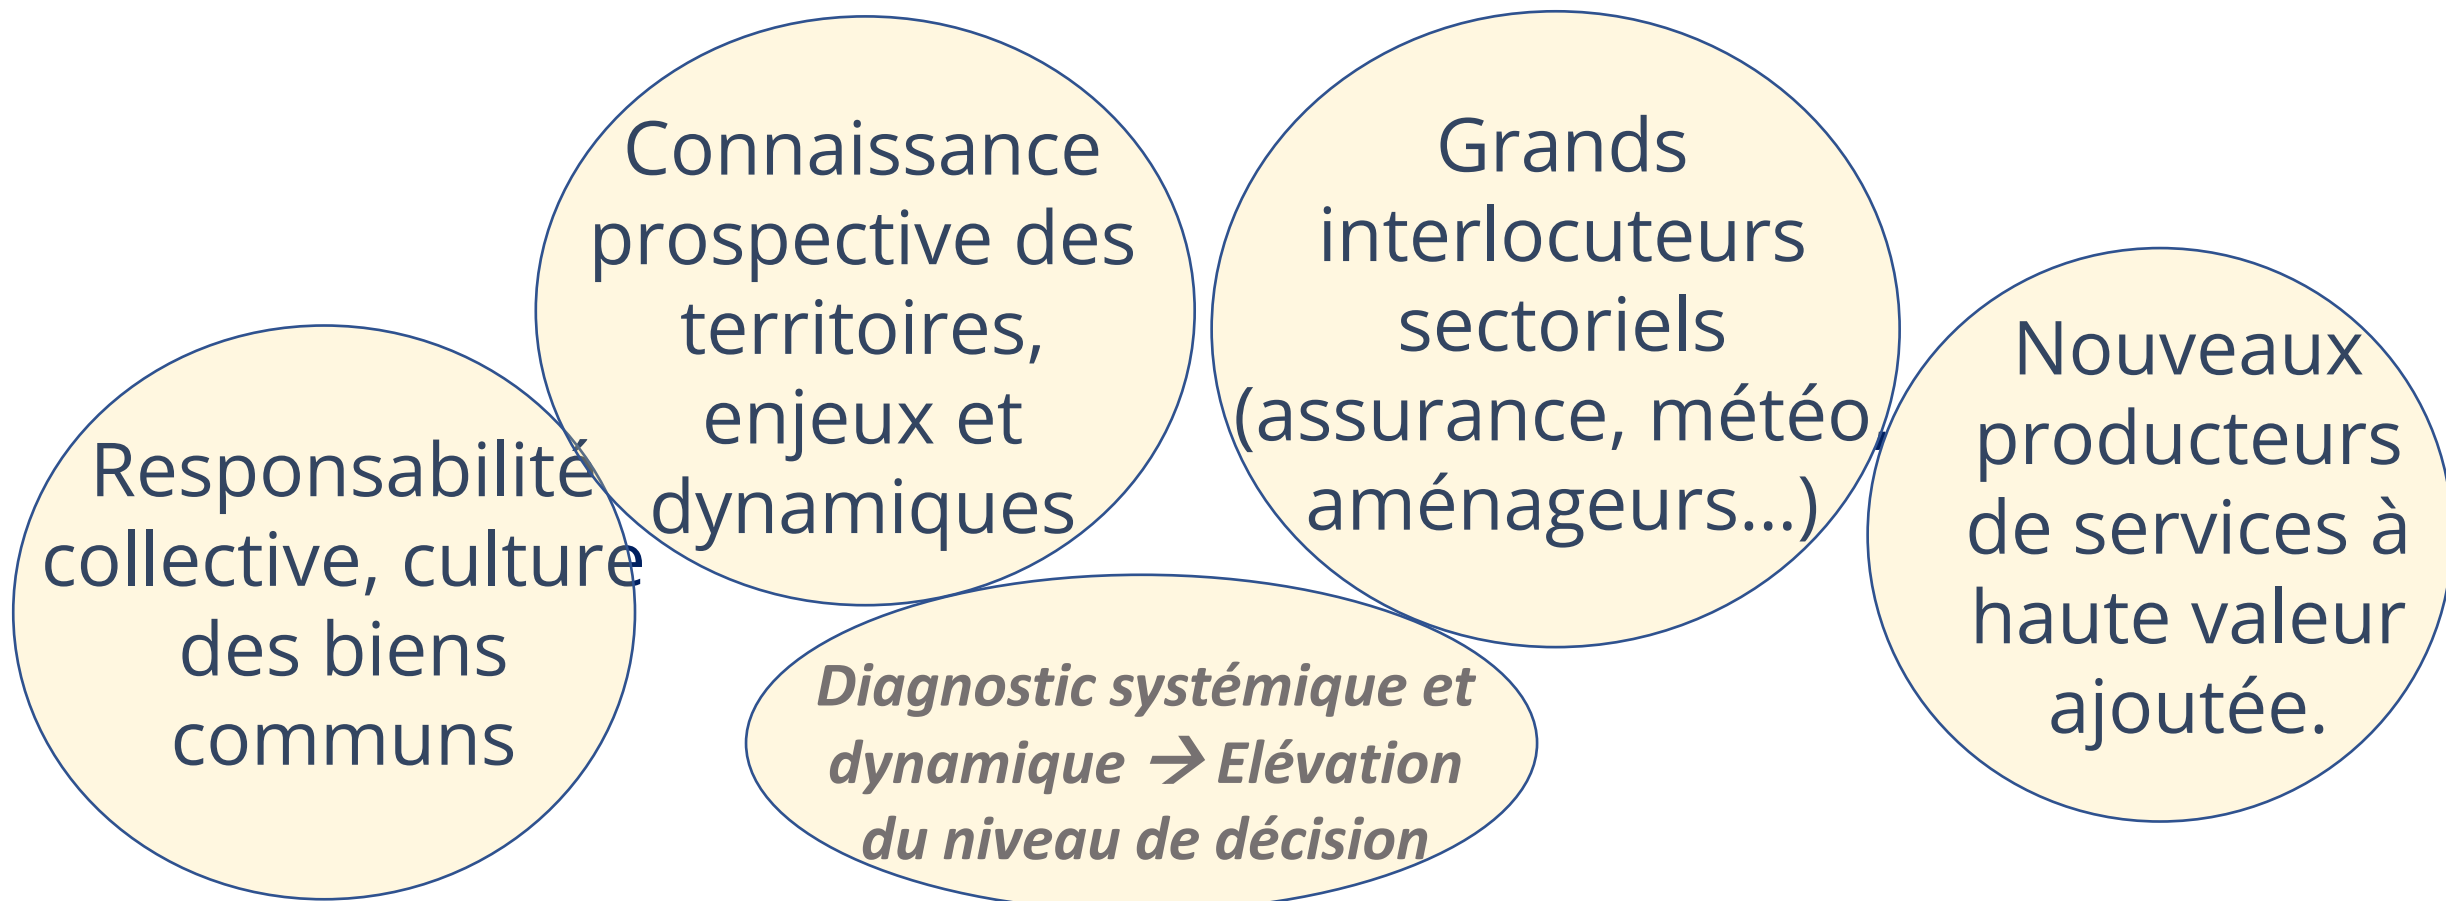 Responsabilité
collective, culture
des biens
communs
Connaissance
prospective des
territoires,
enjeux et
dynamiques
Grands
interlocuteurs
sectoriels
(assurance, météo,
aménageurs...)
Nouveaux
producteurs
de services à
haute valeur
ajoutée.
Diagnostic systémique et
dynamique → Elévation
du niveau de décision